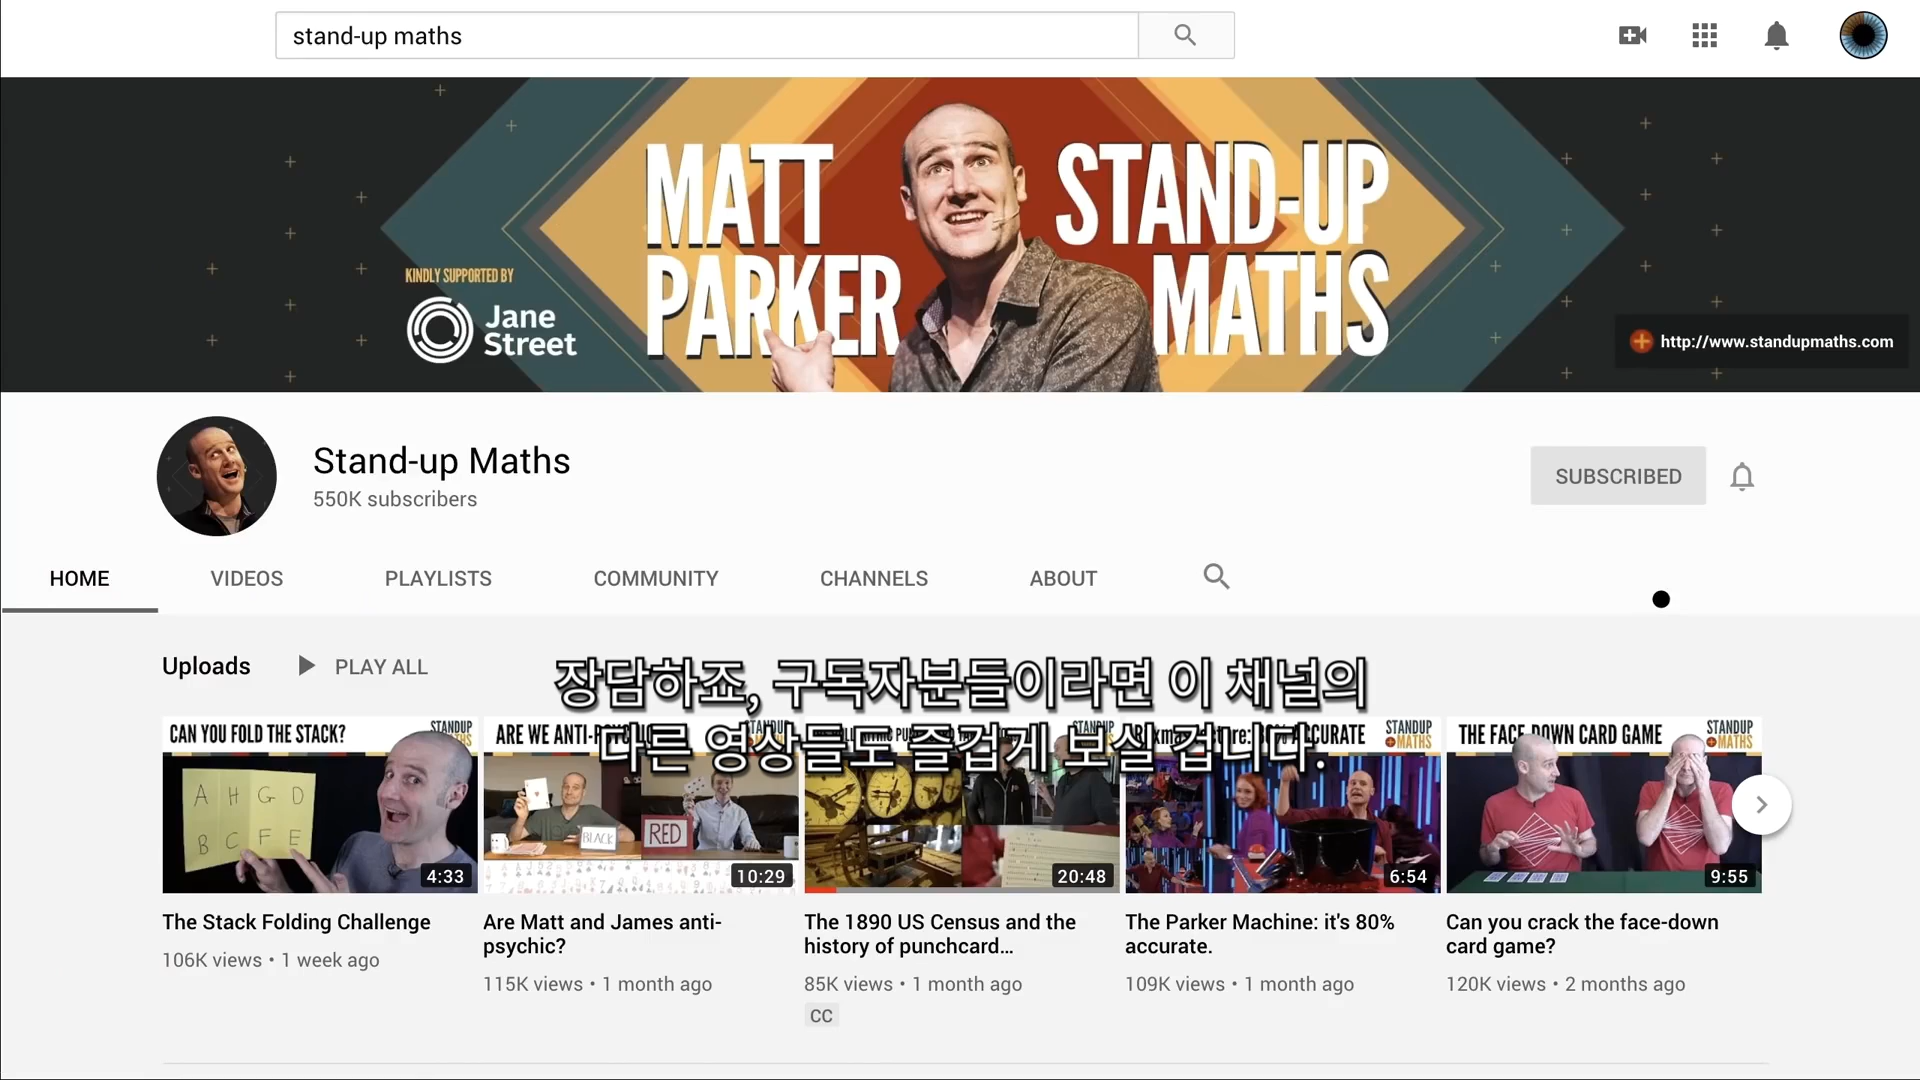 stand-up maths
MATT
PARKER
STAND-UP
MATHS
KINDLY SUPPORTED BY
Jane
Street
http://www.standupmaths.com
Stand-up Maths
550K subscribers
SUBSCRIBED
HOME VIDEOS PLAYLISTS COMMUNITY CHANNELS ABOUT
Uploads PLAY ALL
장담하죠, 구독자분들이라면 이 채널의
다른 영상들도 즐겁게 보실 겁니다.
CAN YOU FOLD THE STACK?
STANDUP
A H G D
B C F E
4:33
ARE WE ANTI-
BLACK
RED
10:29
20:48
ACCURATE
STANDUP
MATHS
6:54
THE FACE DOWN CARD GAME
STANDUP
MATHS
9:55
The Stack Folding Challenge
106K views • 1 week ago
Are Matt and James anti-
psychic?
115K views • 1 month ago
The 1890 US Census and the
history of punchcard...
85K views • 1 month ago
CC
The Parker Machine: it's 80%
accurate.
109K views • 1 month ago
Can you crack the face-down
card game?
120K views • 2 months ago